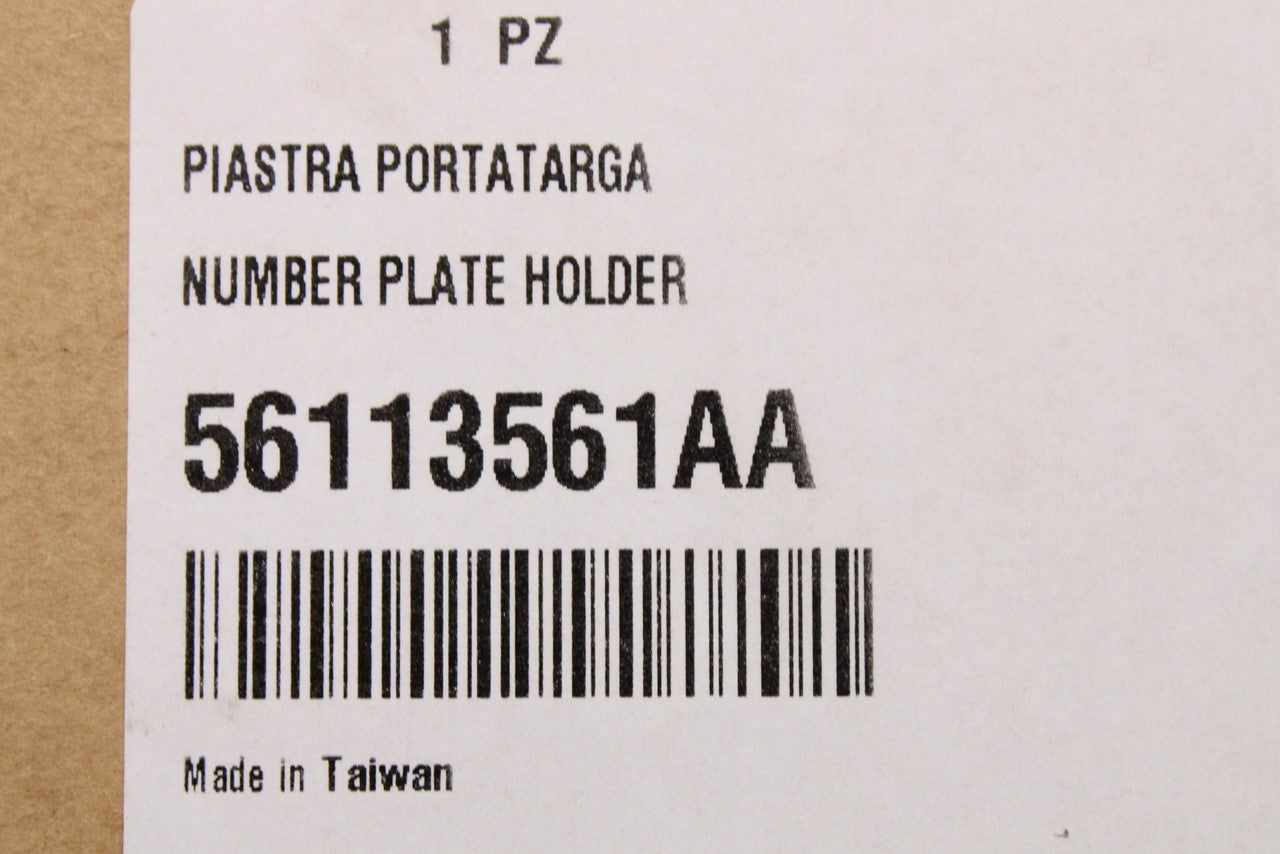 1 PZ
PIASTRA PORTATARGA
NUMBER PLATE HOLDER
56113561AA
Made in Taiwan